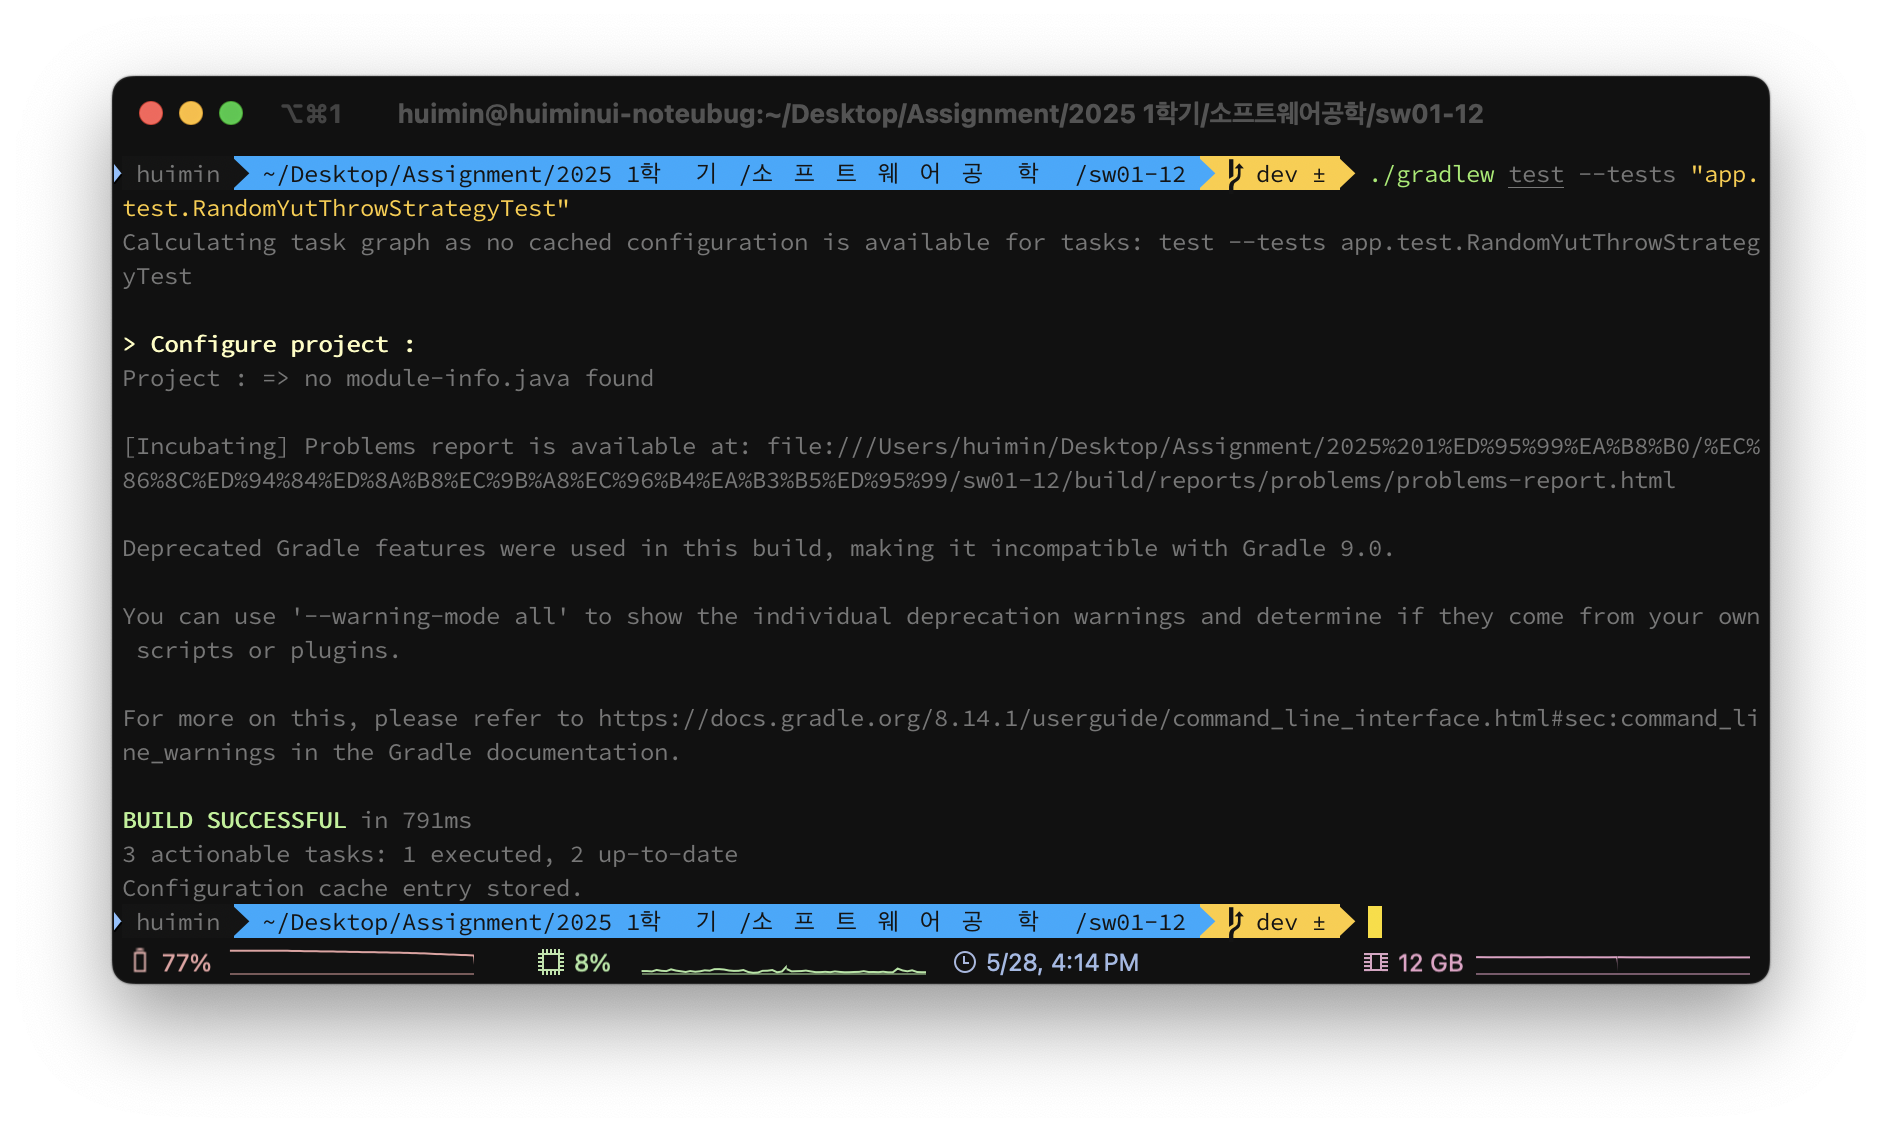 ⌥⌘1 huimin@huiminui-noteubug:~/Desktop/Assignment/2025 1학기/소프트웨어공학/sw01-12
huimin ~/Desktop/Assignment/2025 1학기/소프트웨어공학/sw01-12 dev ± ./gradlew test --tests "app.
test.RandomYutThrowStrategyTest"
Calculating task graph as no cached configuration is available for tasks: test --tests app.test.RandomYutThrowStrateg
yTest
> Configure project :
Project : => no module-info.java found
[Incubating] Problems report is available at: file:///Users/huimin/Desktop/Assignment/2025%201%ED%95%99%EA%B8%B0/%EC%
86%8C%ED%94%84%ED%8A%B8%EC%9B%A8%EC%96%B4%EA%B3%B5%ED%95%99/sw01-12/build/reports/problems/problems-report.html
Deprecated Gradle features were used in this build, making it incompatible with Gradle 9.0.
You can use '--warning-mode all' to show the individual deprecation warnings and determine if they come from your own
scripts or plugins.
For more on this, please refer to https://docs.gradle.org/8.14.1/userguide/command_line_interface.html#sec:command_li
ne_warnings in the Gradle documentation.
BUILD SUCCESSFUL in 791ms
3 actionable tasks: 1 executed, 2 up-to-date
Configuration cache entry stored.
huimin ~/Desktop/Assignment/2025 1학기/소프트웨어공학/sw01-12 dev ±
77% 8% 5/28, 4:14 PM 12 GB